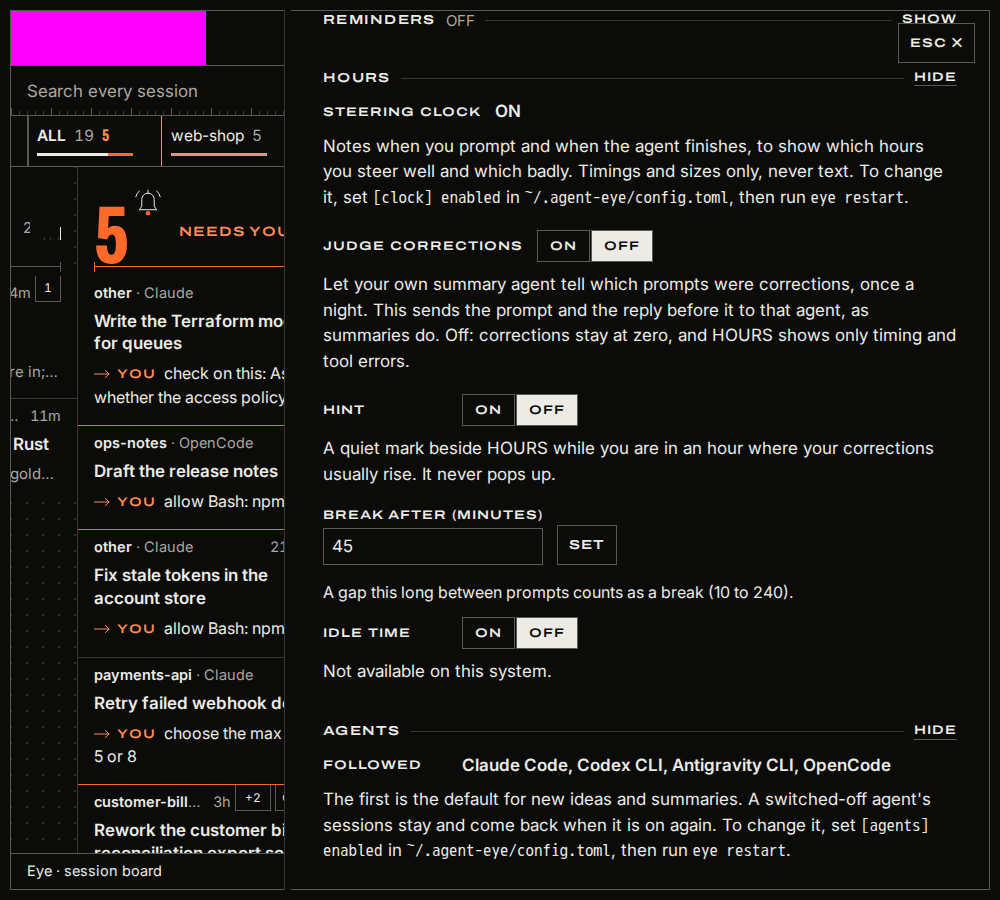 Search every session
ALL 19 5
web-shop 5
2
4m 1
re in;...
.. 11m
Rust
gold...
5
NEEDS YOU
other · Claude
Write the Terraform mo
for queues
→ YOU check on this: As
whether the access policy
ops-notes · OpenCode
Draft the release notes
→ YOU allow Bash: npm
other · Claude 21
Fix stale tokens in the
account store
→ YOU allow Bash: npm
payments-api · Claude
Retry failed webhook de
→ YOU choose the max
5 or 8
customer-bill... 3h +2
Rework the customer bi
reconciliation export so
Eye · session board
REMINDERS OFF SHOW
ESC ✕
HOURS HIDE
STEERING CLOCK ON
Notes when you prompt and when the agent finishes, to show which hours
you steer well and which badly. Timings and sizes only, never text. To change
it, set [clock] enabled in ~/.agent-eye/config.toml, then run eye restart.
JUDGE CORRECTIONS ON OFF
Let your own summary agent tell which prompts were corrections, once a
night. This sends the prompt and the reply before it to that agent, as
summaries do. Off: corrections stay at zero, and HOURS shows only timing and
tool errors.
HINT ON OFF
A quiet mark beside HOURS while you are in an hour where your corrections
usually rise. It never pops up.
BREAK AFTER (MINUTES)
45 SET
A gap this long between prompts counts as a break (10 to 240).
IDLE TIME ON OFF
Not available on this system.
AGENTS HIDE
FOLLOWED Claude Code, Codex CLI, Antigravity CLI, OpenCode
The first is the default for new ideas and summaries. A switched-off agent's
sessions stay and come back when it is on again. To change it, set [agents]
enabled in ~/.agent-eye/config.toml, then run eye restart.